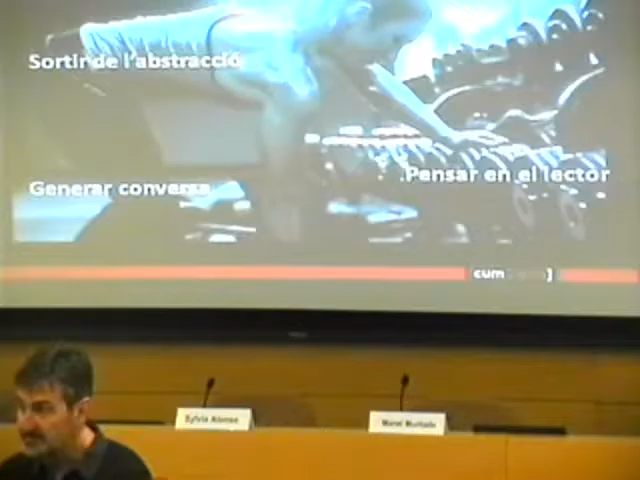 Sortir de l'abstracció
.Pensar en el lector
Generar conversa
cum
]
Sylvia Alonso